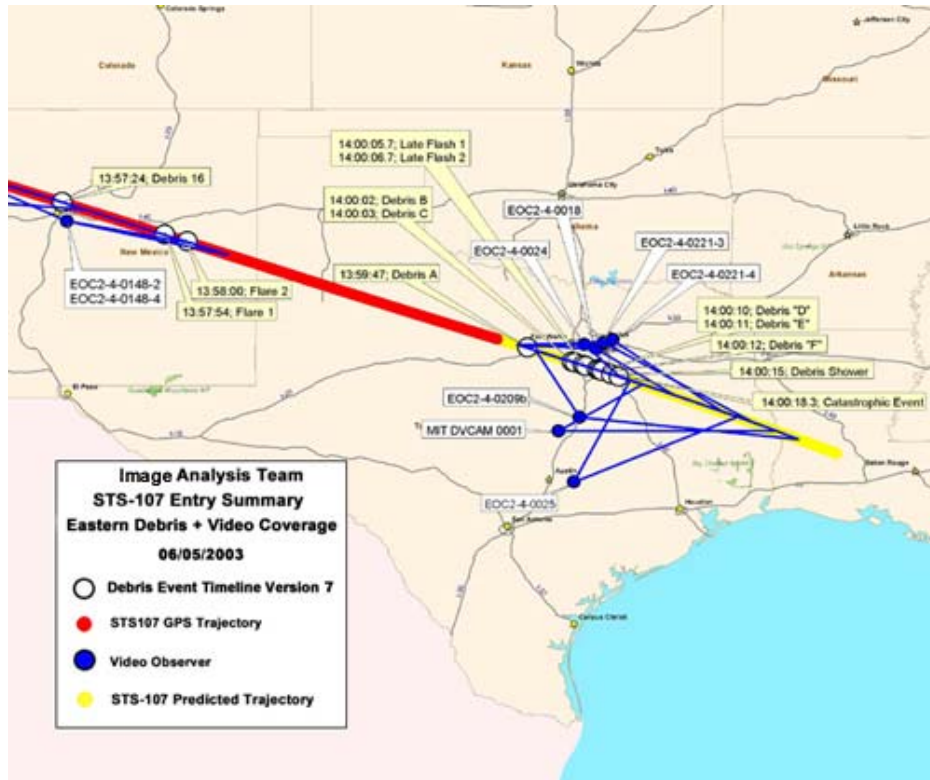 Colorado Springs
Jefferson City
Colorado
Kansas
Wichita
Missouri
Tulsa
14:00:05.7; Late Flash 1
14:00:06.7; Late Flash 2
13:57:24; Debris 16
14:00:02; Debris B
14:00:03; Debris C
Oklahoma City
EOC2-4-0018
EOC2-4-0024
EOC2-4-0221-3
Little Rock
New Mexico
13:59:47; Debris A
EOC2-4-0221-4
Arkansas
EOC2-4-0148-2
EOC2-4-0148-4
13:58:00; Flare 2
13:57:54; Flare 1
14:00:10; Debris "D"
14:00:11; Debris "E"
14:00:12; Debris "F"
14:00:15; Debris Shower
El Paso
EOC2-4-0209b
14:00:18.3; Catastrophic Event
MIT DVCAM 0001
Baton Rouge
Austin
EOC2-4-0025
Houston
San Antonio
Corpus Christi
Image Analysis Team
STS-107 Entry Summary
Eastern Debris + Video Coverage
06/05/2003
Debris Event Timeline Version 7
STS107 GPS Trajectory
Video Observer
STS-107 Predicted Trajectory